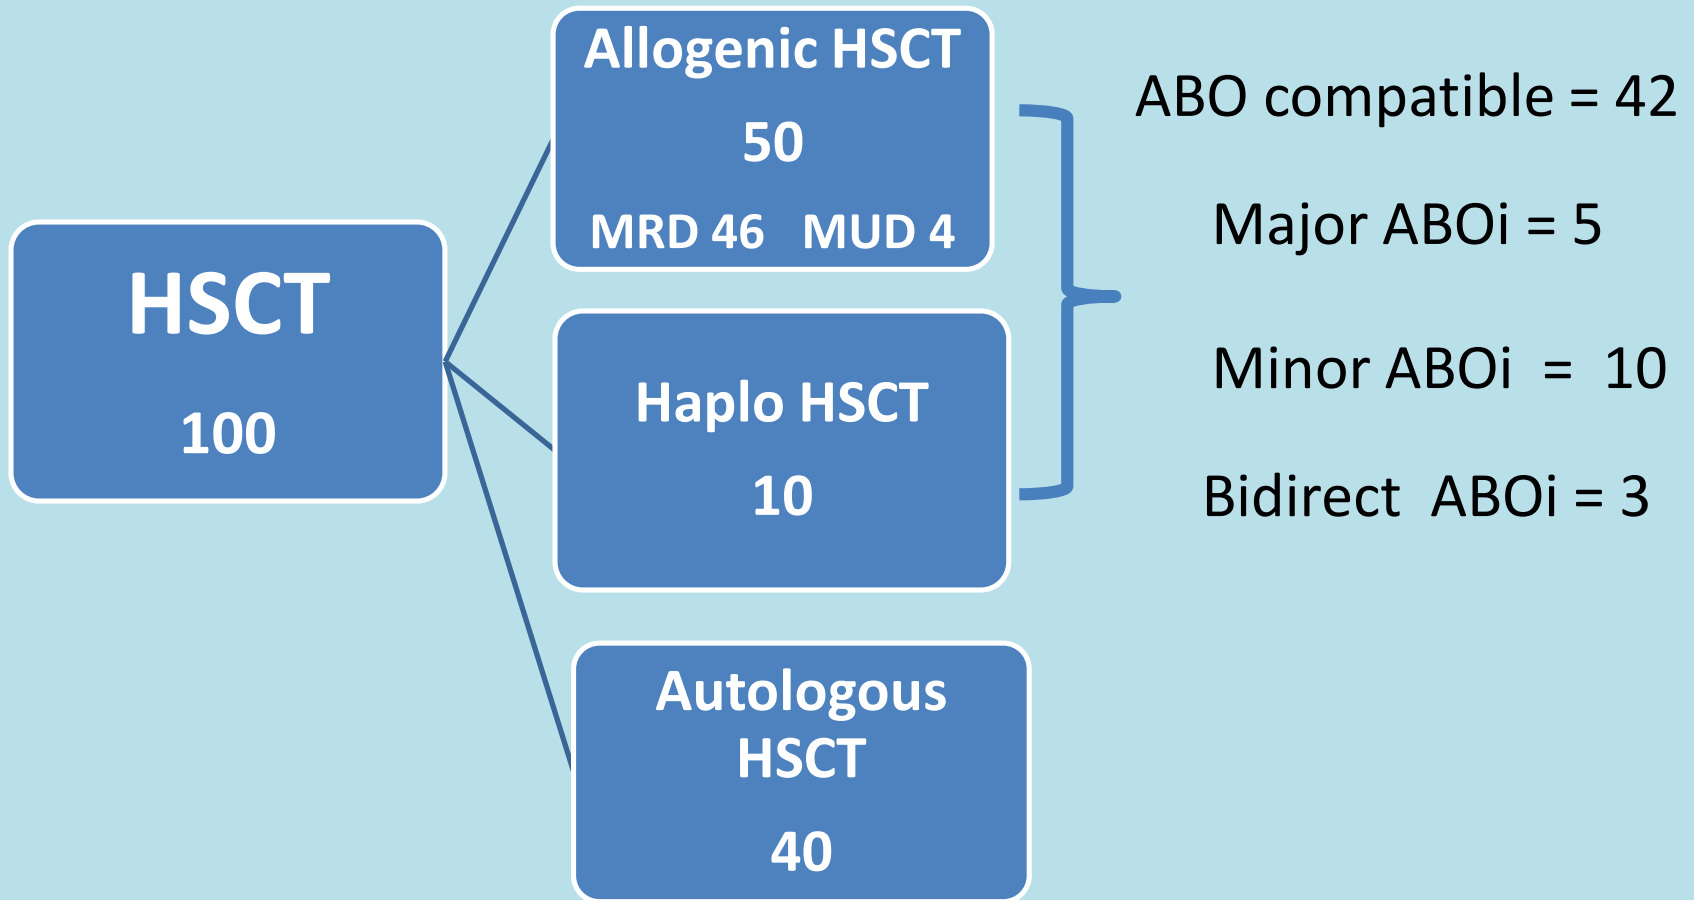 HSCT
100
Allogenic HSCT
50
MRD 46 MUD 4
Haplo HSCT
10
Autologous
HSCT
40
ABO compatible = 42
Major ABOi = 5
Minor ABOi = 10
Bidirect ABOi = 3